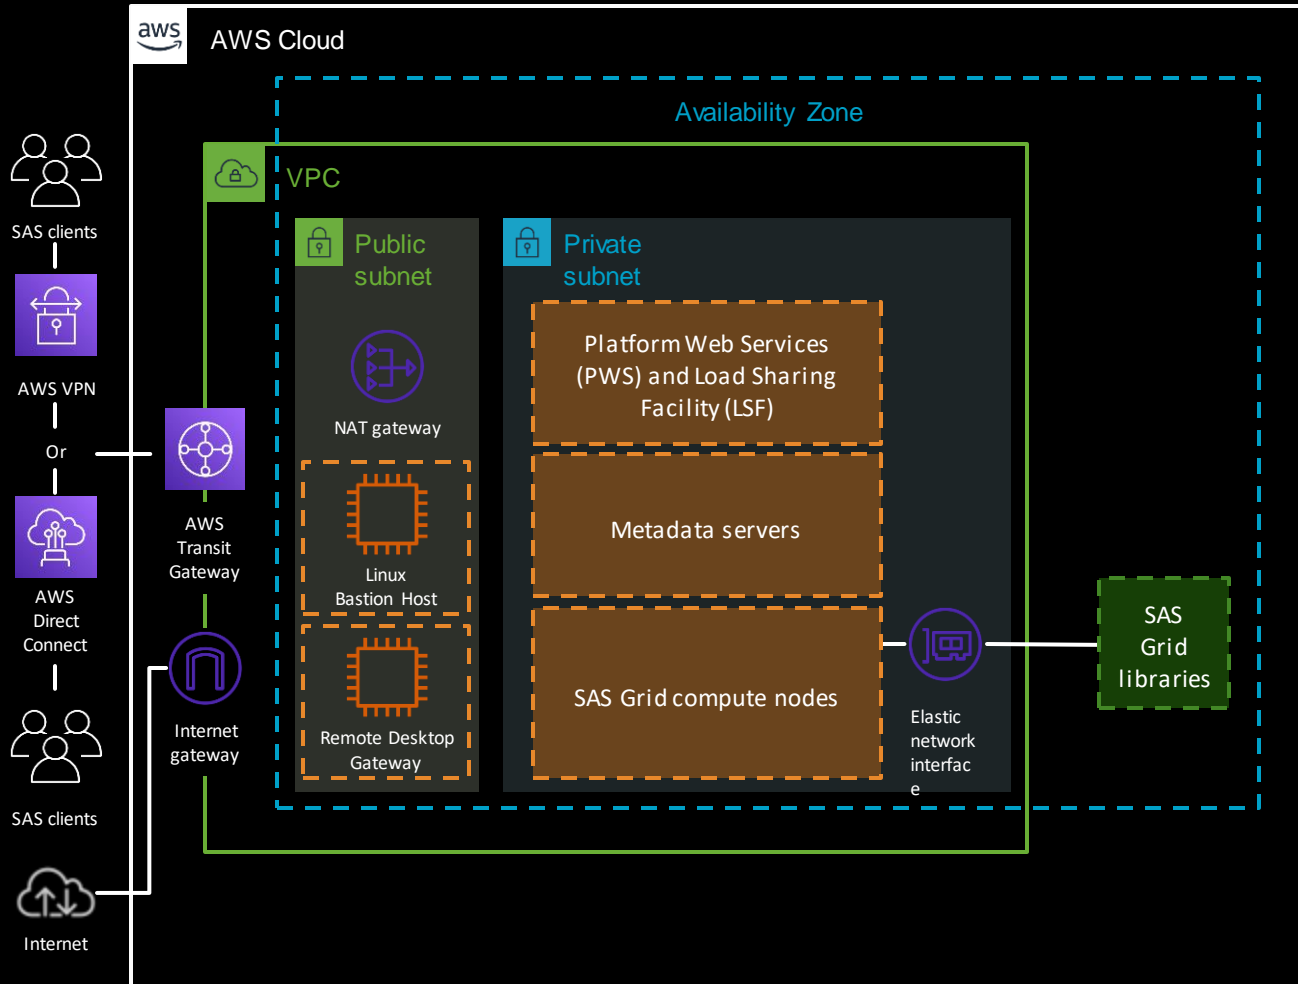 aws
AWS Cloud
Availability Zone
VPC
SAS clients
AWS VPN
Or
AWS
Direct
Connect
SAS clients
Internet
AWS
Transit
Gateway
Internet
gateway
Public
subnet
NAT gateway
Linux
Bastion Host
Remote Desktop
Gateway
Private
subnet
Platform Web Services
(PWS) and Load Sharing
Facility (LSF)
Metadata servers
SAS Grid compute nodes
Elastic
network
interfac
e
SAS
Grid
libraries